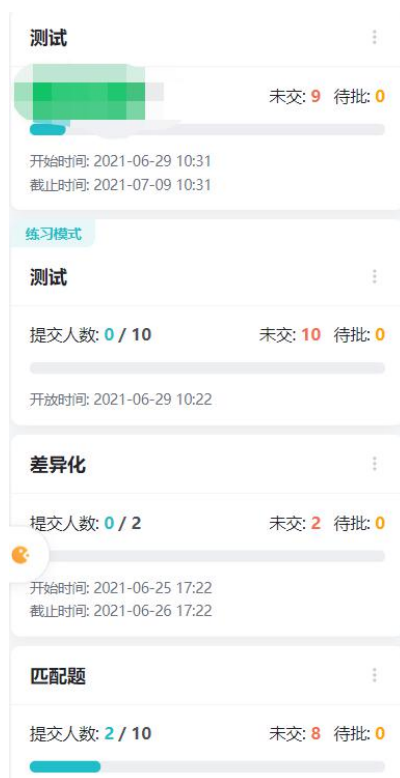 测试
未交: 9 待批: 0
开始时间: 2021-06-29 10:31
截止时间: 2021-07-09 10:31
练习模式
测试
提交人数: 0 / 10 未交: 10 待批: 0
开放时间: 2021-06-29 10:22
差异化
提交人数: 0 / 2 未交: 2 待批: 0
开始时间: 2021-06-25 17:22
截止时间: 2021-06-26 17:22
匹配题
提交人数: 2 / 10 未交: 8 待批: 0